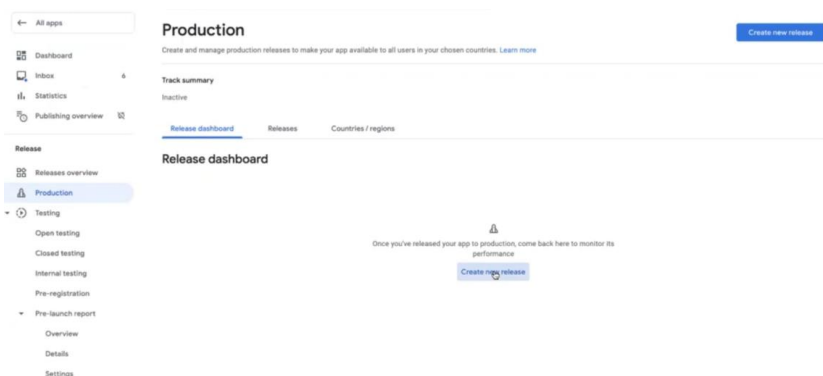 All apps
Dashboard
Inbox 6
Statistics
Publishing overview
Release
Releases overview
Production
Testing
Open testing
Closed testing
Internal testing
Pre-registration
Pre-launch report
Overview
Details
Settings
Production
Create new release
Create and manage production releases to make your app available to all users in your chosen countries. Learn more
Track summary
Inactive
Release dashboard Releases Countries / regions
Release dashboard
Once you've released your app to production, come back here to monitor its
performance
Create new release